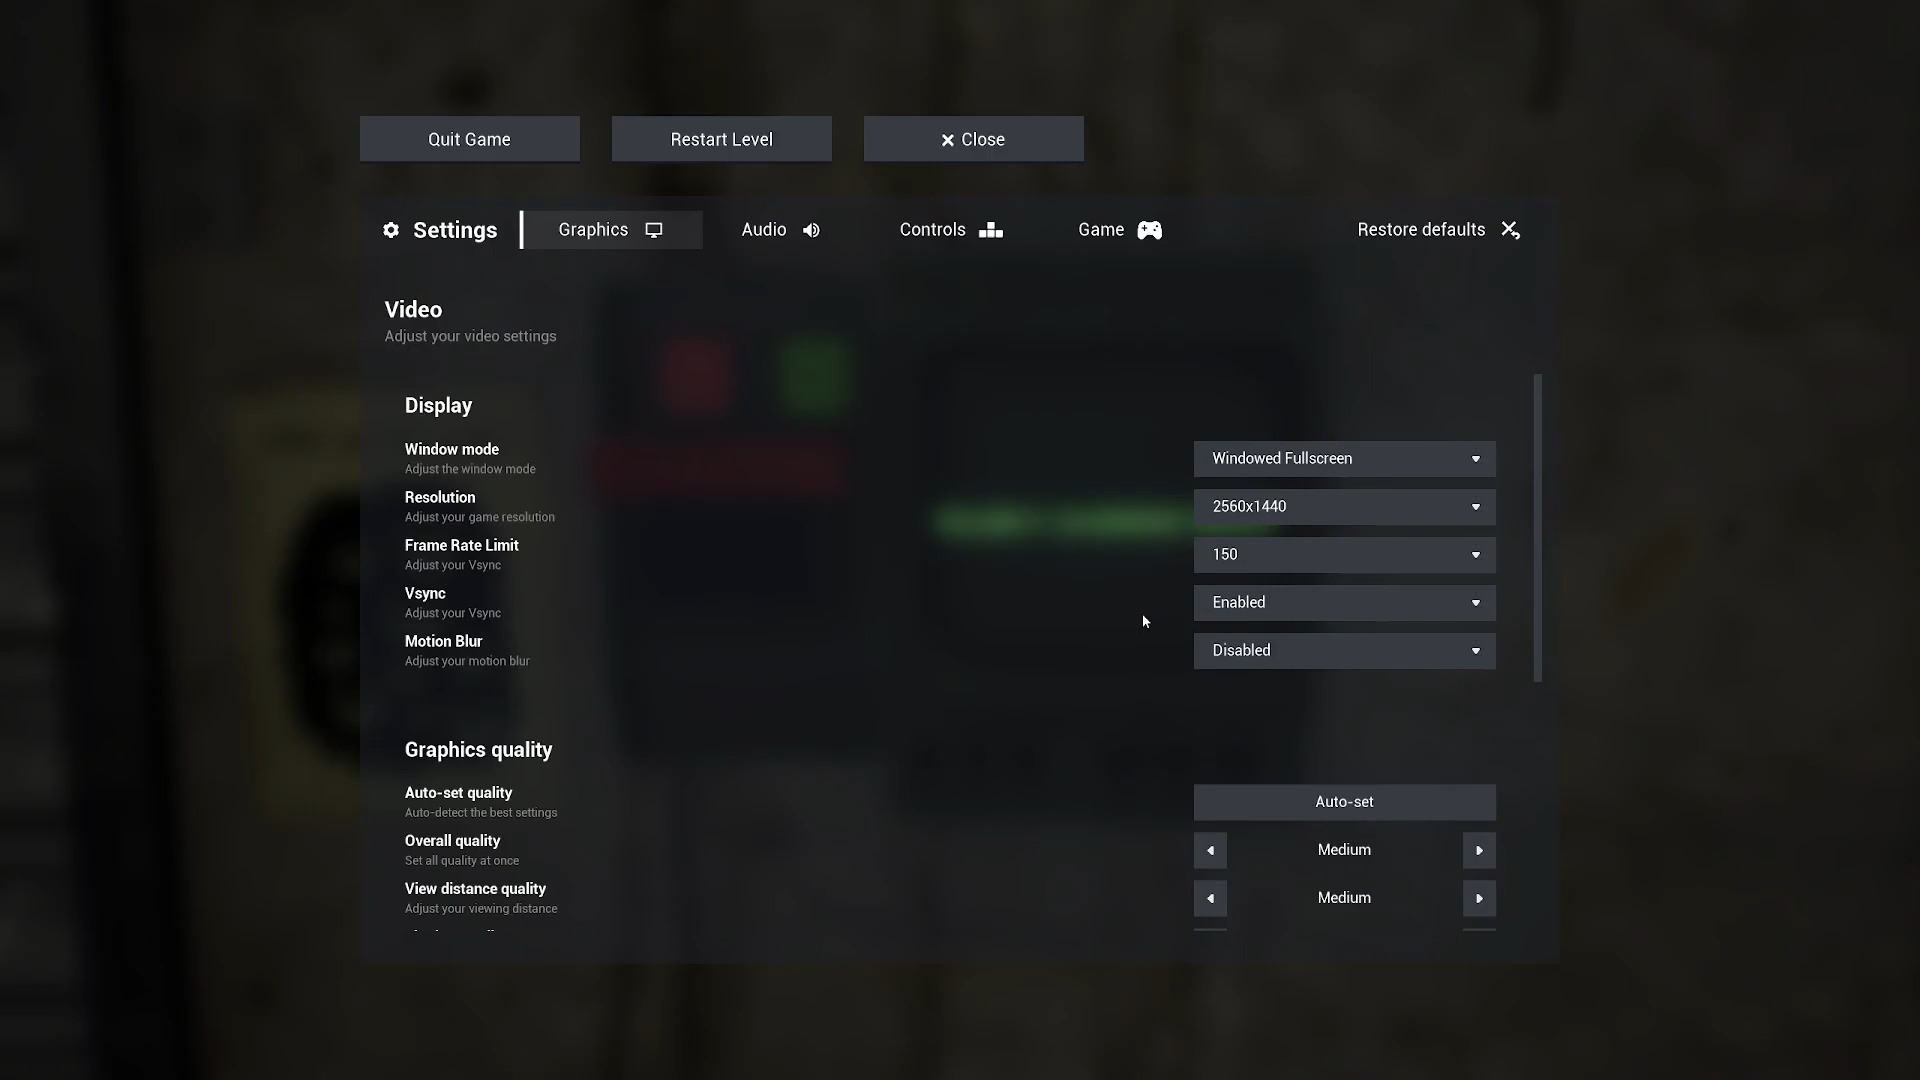 Quit Game
Restart Level
Close
Settings
Graphics
Audio
Controls
Game
Restore defaults
Video
Adjust your video settings
Display
Window mode
Adjust the window mode
Windowed Fullscreen
Resolution
Adjust your game resolution
2560x1440
Frame Rate Limit
Adjust your Vsync
150
Vsync
Adjust your Vsync
Enabled
Motion Blur
Adjust your motion blur
Disabled
Graphics quality
Auto-set quality
Auto-detect the best settings
Auto-set
Overall quality
Set all quality at once
Medium
View distance quality
Adjust your viewing distance
Medium